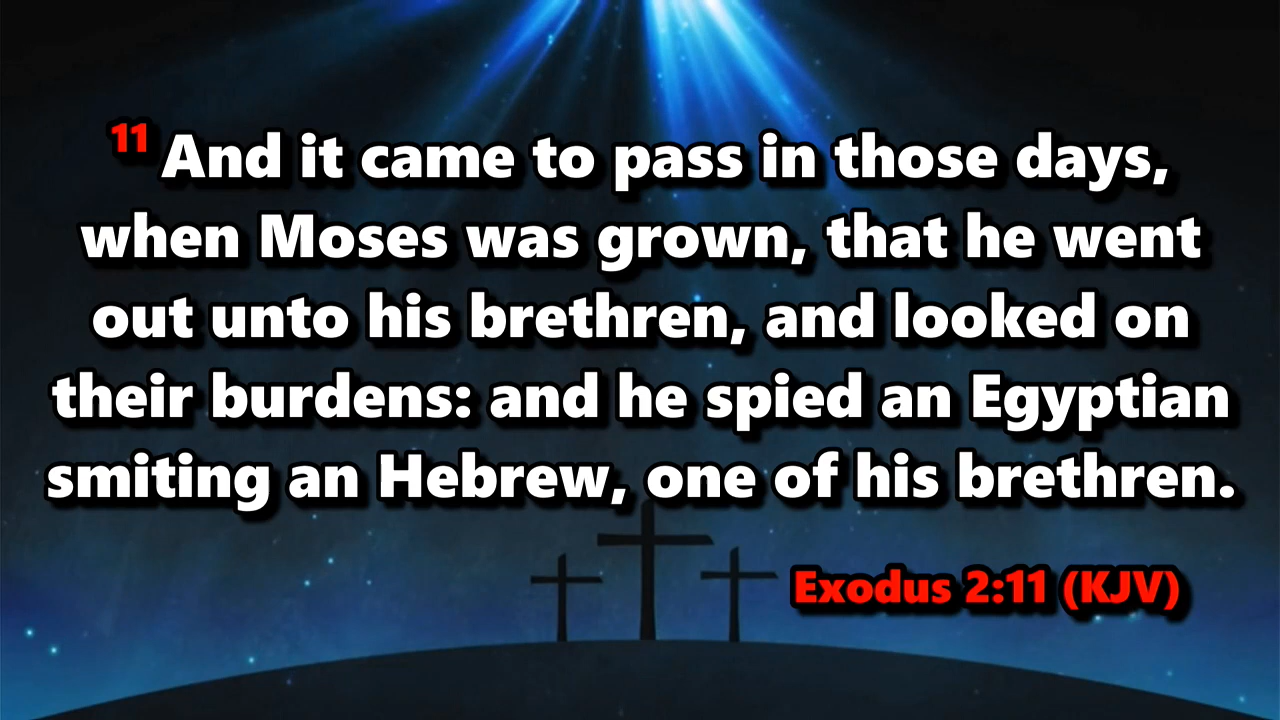 11 And it came to pass in those days,
when Moses was grown, that he went
out unto his brethren, and looked on
their burdens: and he spied an Egyptian
smiting an Hebrew, one of his brethren.
Exodus 2:11 (KJV)